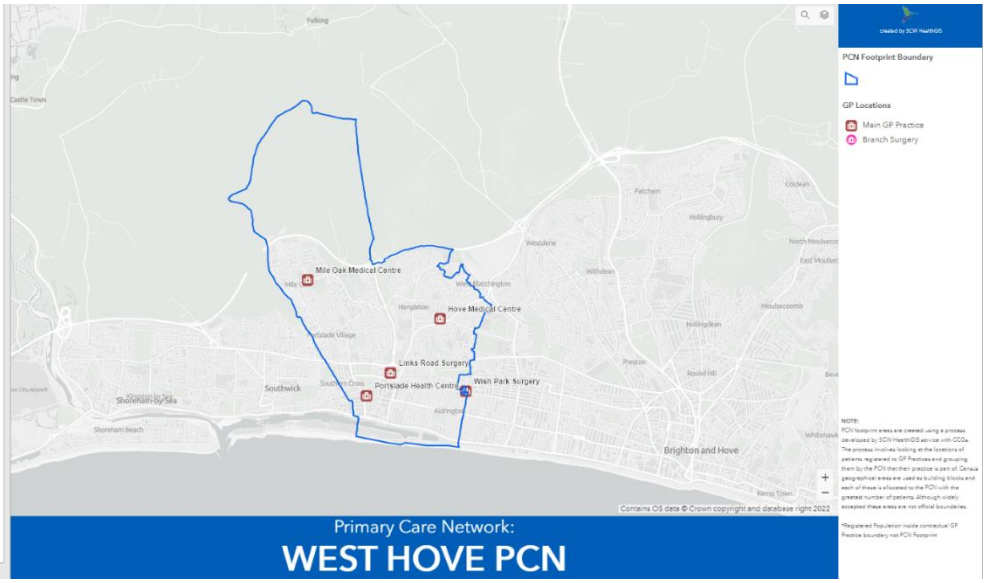 created by SCW HealthGIS
PCN Footprint Boundary
GP Locations
Main GP Practice
Branch Surgery
Fulking
Castle Town
Patcham
Coldean
Hollingbury
Westdene
Withdean
North Moulsecoo
East Moulsec
Mile Oak Medical Centre
Mile O
West Blatchington
Hangleton
Hove Medical Centre
Moulsecoomb
Hollingdean
Portslade Village
Links Road Surgery
Preston
Round Hill
Beve
Southwick
Southern Cross
Portslade Health Centre
Wish Park Surgery
Kingston by Sea
Shoreham-by-Sea
Aldrington
Shoreham Beach
Brighton and Hove
Whitehawk
Kemp Town
Contains OS data © Crown copyright and database right 2022
NOTE:
PCN footprint areas are created using a process
developed by SCW HealthGIS service with CCGs.
The process involves looking at the locations of
patients registered to GP Practices and grouping
them by the PCN that their practice is part of. Census
geographical areas are used as building blocks and
each of these is allocated to the PCN with the
greatest number of patients. Although widely
accepted these areas are not official boundaries.
*Registered Population inside contractual GP
Practice boundary not PCN Footprint
Primary Care Network:
WEST HOVE PCN